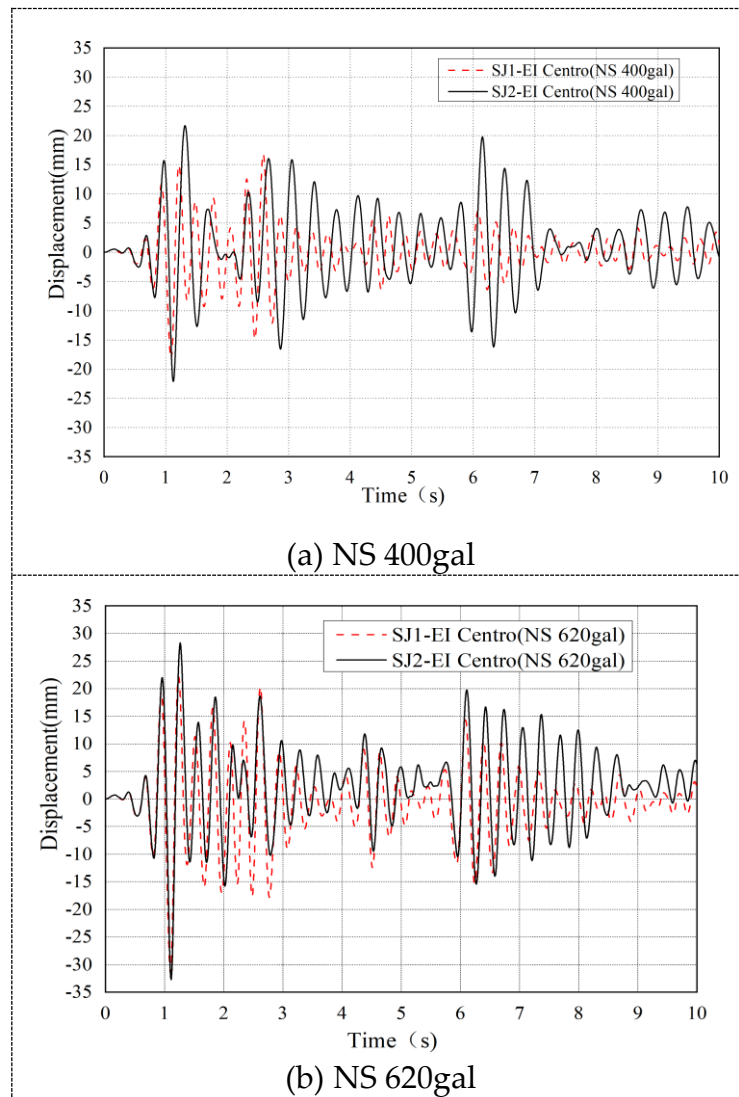 35
30
25
20
15
10
5
0
-5
-10
-15
-20
-25
-30
-35
Displacement(mm)
SJ1-EI Centro(NS 400gal)
SJ2-EI Centro(NS 400gal)
0 1 2 3 4 5 6 7 8 9 10
Time（s)
(a) NS 400gal
35
30
25
20
15
10
5
0
-5
-10
-15
-20
-25
-30
-35
Displacement(mm)
SJ1-EI Centro(NS 620gal)
SJ2-EI Centro(NS 620gal)
0 1 2 3 4 5 6 7 8 9 10
Time（s)
(b) NS 620gal